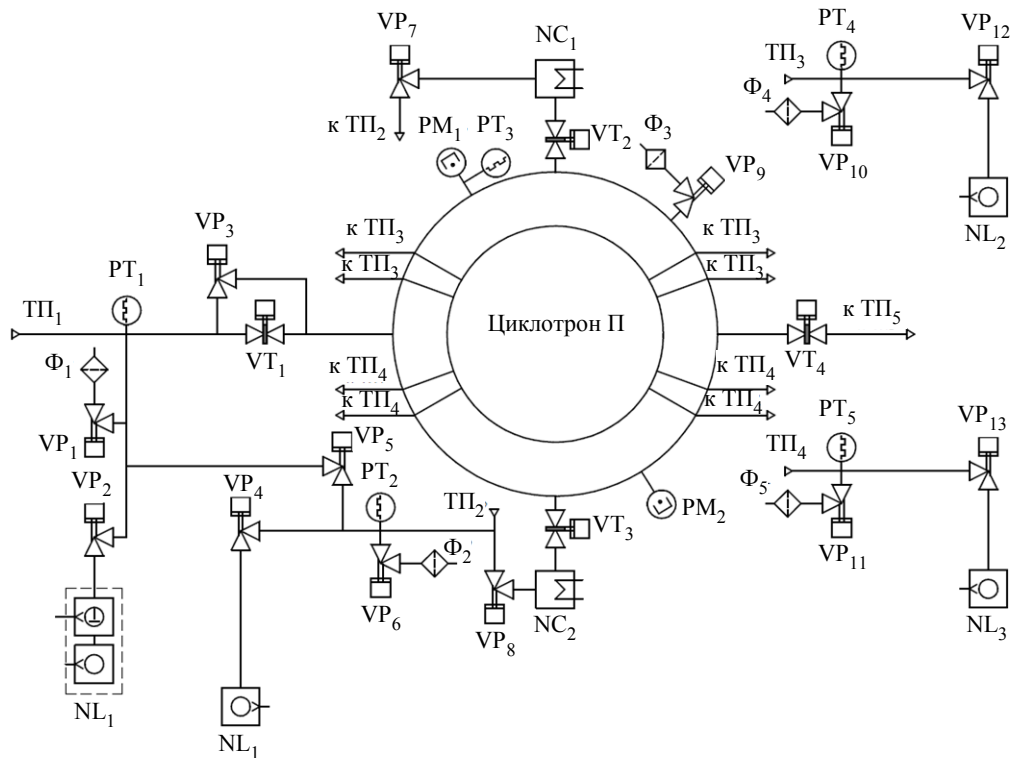 VP₇
NC₁
PT₄
VP₁₂
ТП₃
Ф₄
к ТП₂
PM₁
PT₃
VT₂
Ф₃
VP₉
VP₁₀
NL₂
VP₃
к ТП₃
к ТП₃
к ТП₃
к ТП₃
PT₁
ТП₁
Циклотрон П
к ТП₅
VT₁
VT₄
Ф₁
к ТП₄
к ТП₄
к ТП₄
к ТП₄
VP₁
VP₂
VP₅
PT₂
VP₄
ТП₂
PM₂
PT₅
VP₁₃
ТП₄
Ф₅
VT₃
Ф₂
VP₁₁
VP₆
VP₈
NC₂
NL₃
NL₁
NL₁